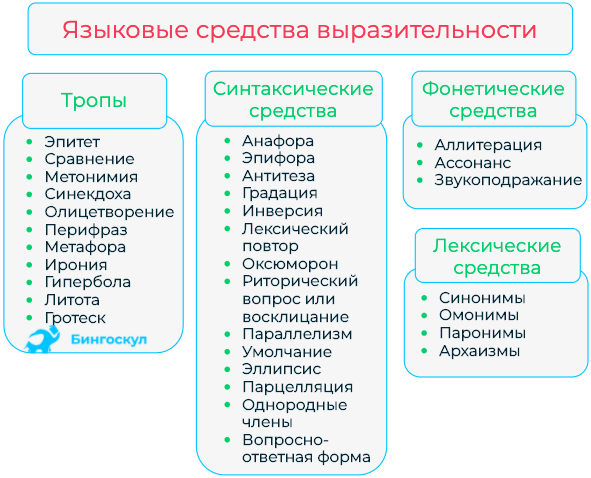 Языковые средства выразительности
Тропы
Эпитет
Сравнение
Метонимия
Синекдоха
Олицетворение
Перифраз
Метафора
Ирония
Гипербола
Литота
Гротеск
Бингоскул
Синтаксические
средства
Анафора
Эпифора
Антитеза
Градация
Инверсия
Лексический
повтор
Оксюморон
Риторический
вопрос или
восклицание
Параллелизм
Умолчание
Эллипсис
Парцелляция
Однородные
члены
Вопросно-
ответная форма
Фонетические
средства
Аллитерация
Ассонанс
Звукоподражание
Лексические
средства
Синонимы
Омонимы
Паронимы
Архаизмы